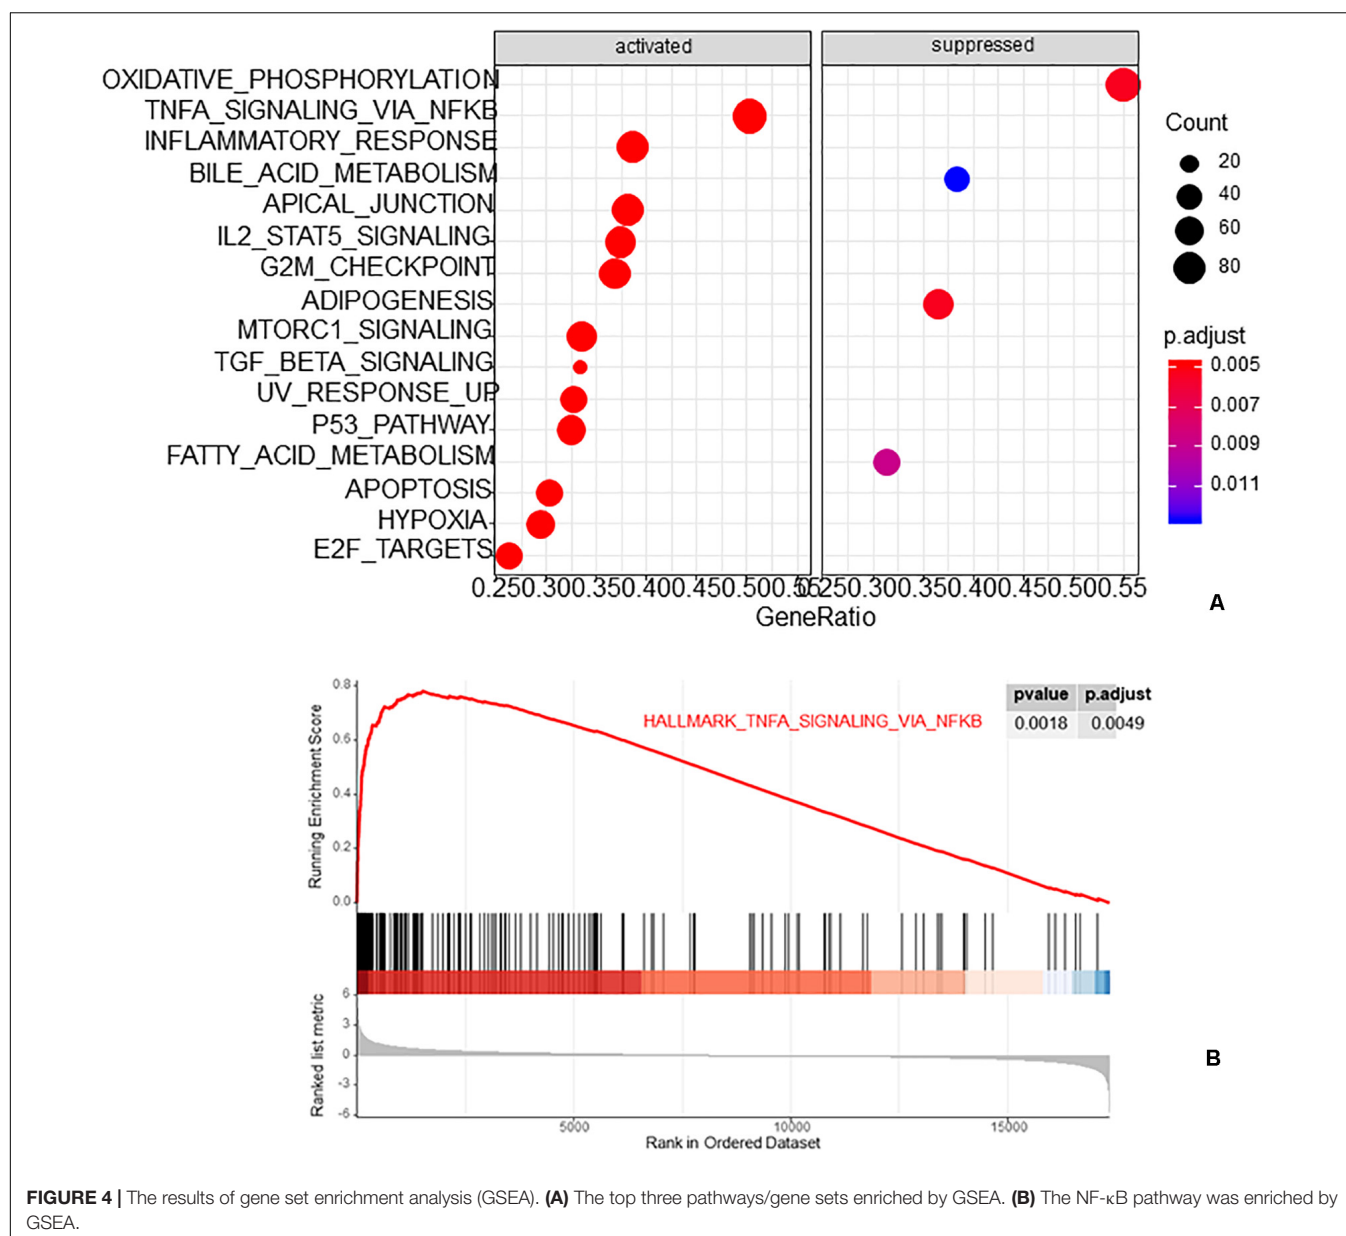 activated
suppressed
OXIDATIVE_PHOSPHORYLATION
TNFA_SIGNALING_VIA_NFKB
INFLAMMATORY_RESPONSE
BILE_ACID_METABOLISM
APICAL_JUNCTION
IL2_STAT5_SIGNALING
G2M_CHECKPOINT
ADIPOGENESIS
MTORC1_SIGNALING
TGF_BETA_SIGNALING
UV_RESPONSE_UP
P53_PATHWAY
FATTY_ACID_METABOLISM
APOPTOSIS
HYPOXIA
E2F_TARGETS
0.250.300.350.400.450.500.55
0.250.300.350.400.450.500.55
GeneRatio
Count
20
40
60
80
p.adjust
0.005
0.007
0.009
0.011
A
Running Enrichment Score
0.8
0.6
0.4
0.2
0.0
HALLMARK_TNFA_SIGNALING_VIA_NFKB
pvalue p.adjust
0.0018 0.0049
Ranked list metric
6
3
0
-3
-6
5000 10000 15000
Rank in Ordered Dataset
B
FIGURE 4 | The results of gene set enrichment analysis (GSEA). (A) The top three pathways/gene sets enriched by GSEA. (B) The NF-κB pathway was enriched by
GSEA.